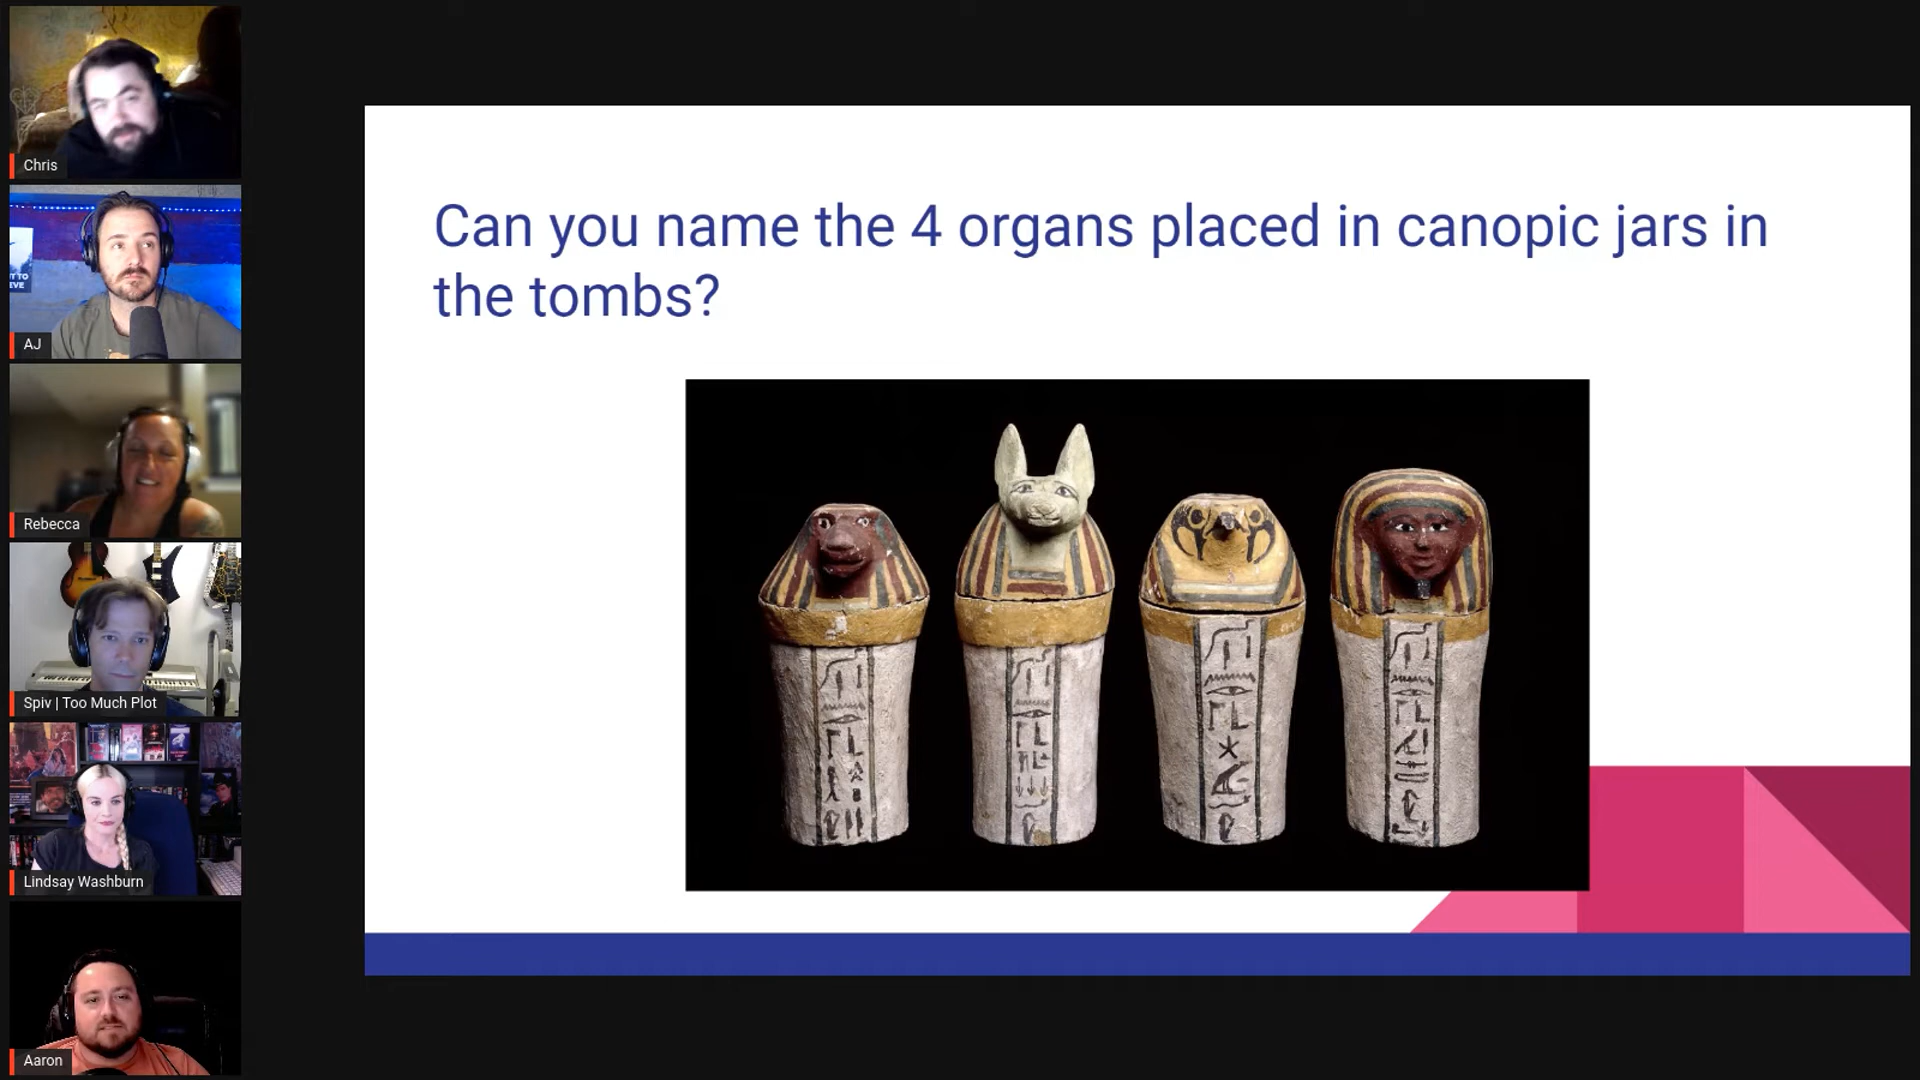 Chris
AJ
Rebecca
Spiv | Too Much Plot
Lindsay Washburn
Aaron
Can you name the 4 organs placed in canopic jars in
the tombs?